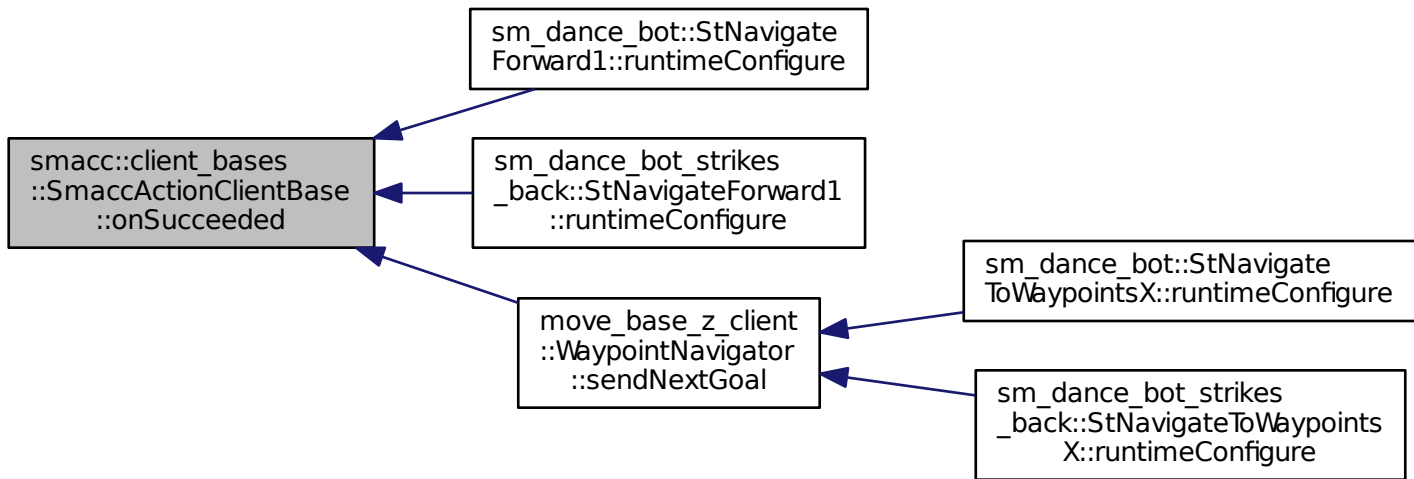 sm_dance_bot::StNavigate
Forward1::runtimeConfigure
smacc::client_bases
::SmaccActionClientBase
::onSucceeded
sm_dance_bot_strikes
_back::StNavigateForward1
::runtimeConfigure
move_base_z_client
::WaypointNavigator
::sendNextGoal
sm_dance_bot::StNavigate
ToWaypointsX::runtimeConfigure
sm_dance_bot_strikes
_back::StNavigateToWaypoints
X::runtimeConfigure